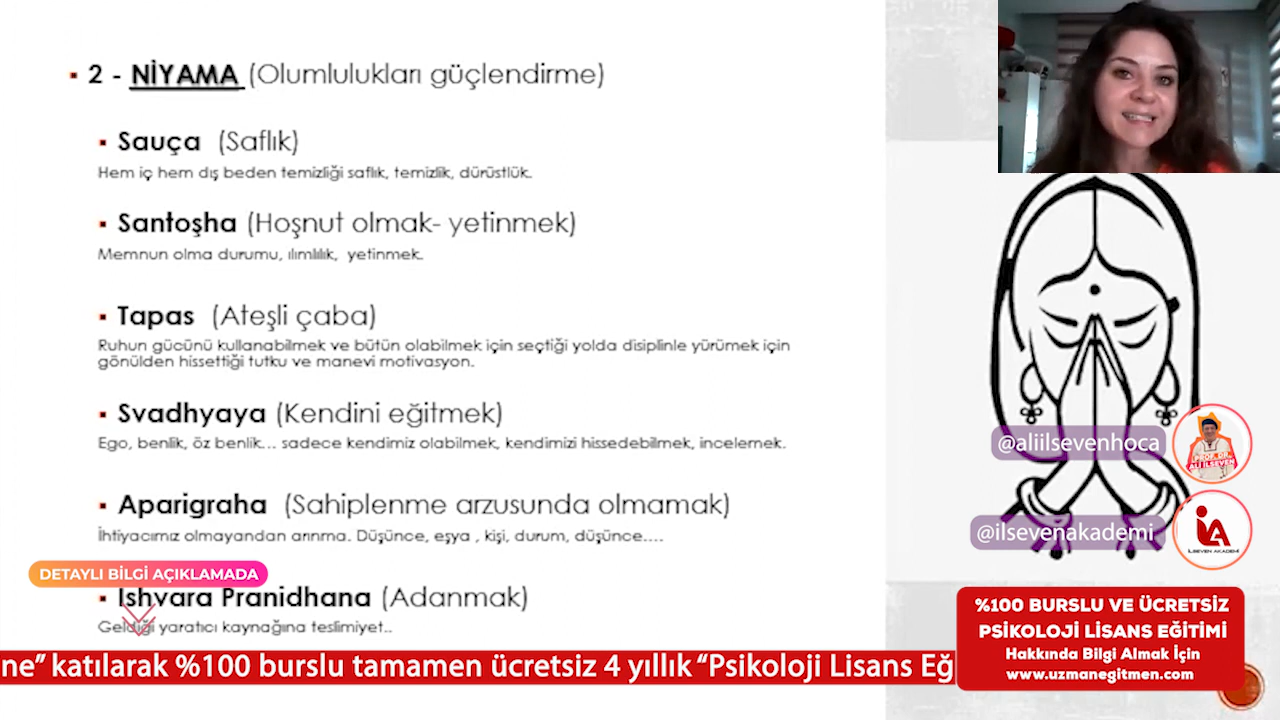 2 - NİYAMA (Olumlulukları güçlendirme)
Sauça (Saflık)
Hem iç hem dış beden temizliği saflık, temizlik, dürüstlük.
Santoşha (Hoşnut olmak- yetinmek)
Memnun olma durumu, ılımlılık, yetinmek.
Tapas (Ateşli çaba)
Ruhun gücünü kullanabilmek ve bütün olabilmek için seçtiği yolda disiplinle yürümek için
gönülden hissettiği tutku ve manevi motivasyon.
Svadhyaya (Kendini eğitmek)
Ego, benlik, öz benlik... sadece kendimiz olabilmek, kendimizi hissedebilmek, incelemek.
Aparigraha (Sahiplenme arzusunda olmamak)
İhtiyacımız olmayandan arınma. Düşünce, eşya , kişi, durum, düşünce....
DETAYLI BİLGİ AÇIKLAMADA
Ishvara Pranidhana (Adanmak)
Geldiği yaratıcı kaynağına teslimiyet..
@aliilsevenhoca
PROF. DR.
ALİ İLSEVEN
@ilsevenakademi
İA
İLSEVEN AKADEMİ
%100 BURSLU VE ÜCRETSİZ
PSİKOLOJİ LİSANS EĞİTİMİ
Hakkında Bilgi Almak İçin
www.uzmanegitmen.com
ne” katılarak %100 burslu tamamen ücretsiz 4 yıllık “Psikoloji Lisans Eğ